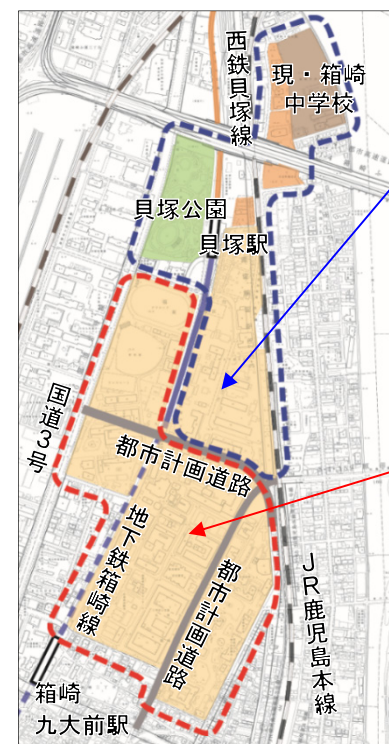 西鉄貝塚線
現・箱崎
中学校
貝塚公園
貝塚駅
国道3号
都市計画道路
地下鉄箱崎線
都市計画道路
JR鹿児島本線
箱崎
九大前駅